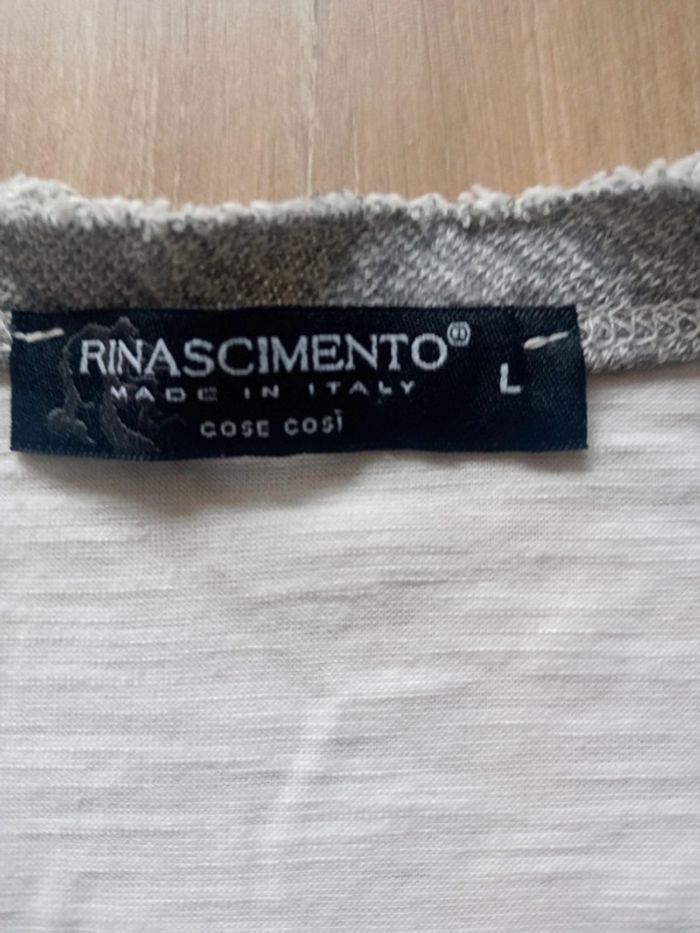 RINASCIMENTO®
MADE IN ITALY
L
COSE COSÌ